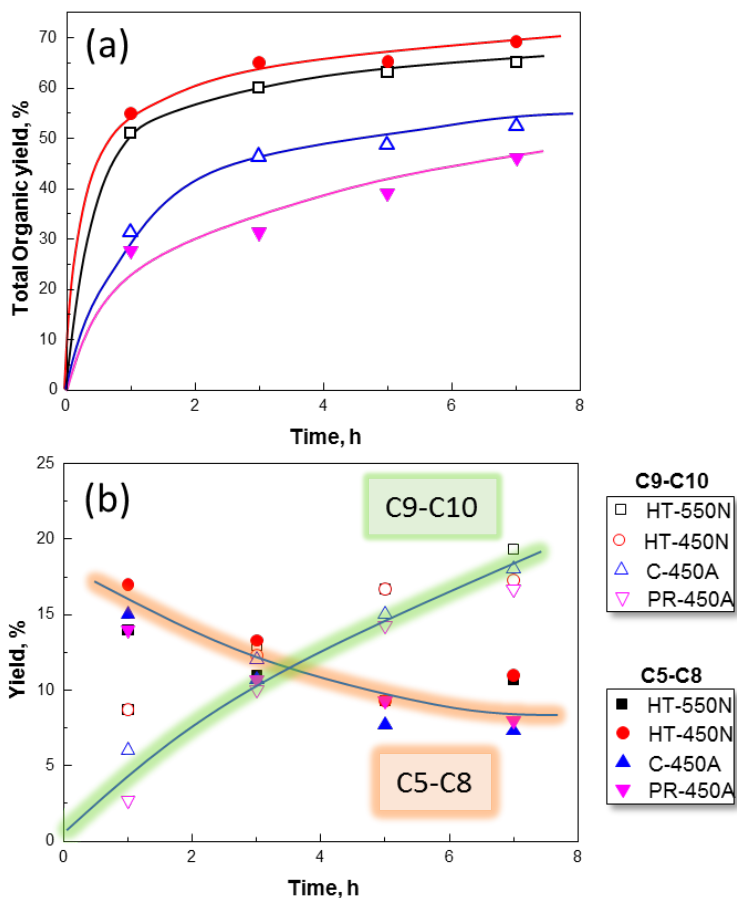 (a)
Total Organic yield, %
70
60
50
40
30
20
10
0
0 2 4 6 8
Time, h
(b)
C9-C10
C5-C8
Yield, %
25
20
15
10
5
0
0 2 4 6 8
Time, h
C9-C10
HT-550N
HT-450N
C-450A
PR-450A
C5-C8
HT-550N
HT-450N
C-450A
PR-450A